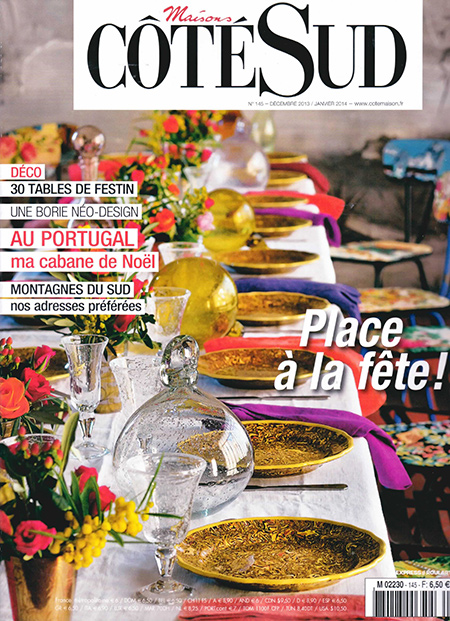 Maisons
CÔTÉSUD
N° 145 – DÉCEMBRE 2013 / JANVIER 2014 – www.cotemaison.fr
DÉCO
30 TABLES DE FESTIN
UNE BORIE NÉO-DESIGN
AU PORTUGAL
ma cabane de Noël
MONTAGNES DU SUD
nos adresses préférées
Place
à la fête!
M 02230 - 145 - F: 6,50 €